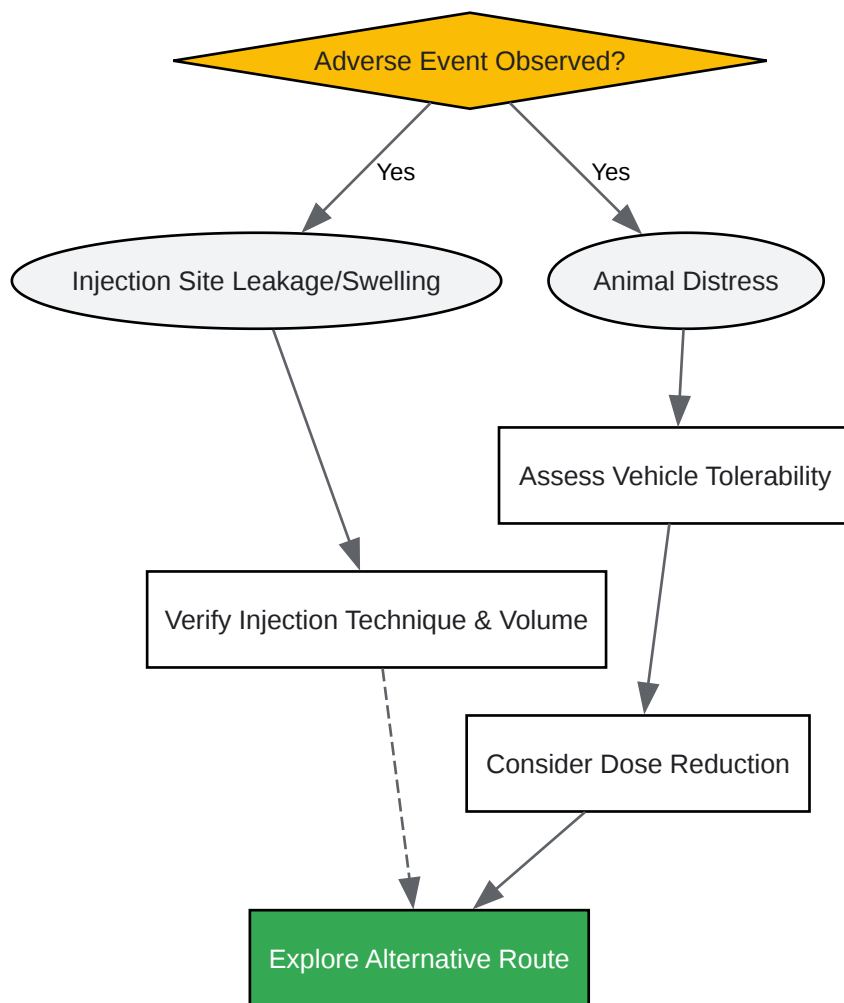 Adverse Event Observed?
Yes
Yes
Injection Site Leakage/Swelling
Animal Distress
Assess Vehicle Tolerability
Verify Injection Technique & Volume
Consider Dose Reduction
Explore Alternative Route